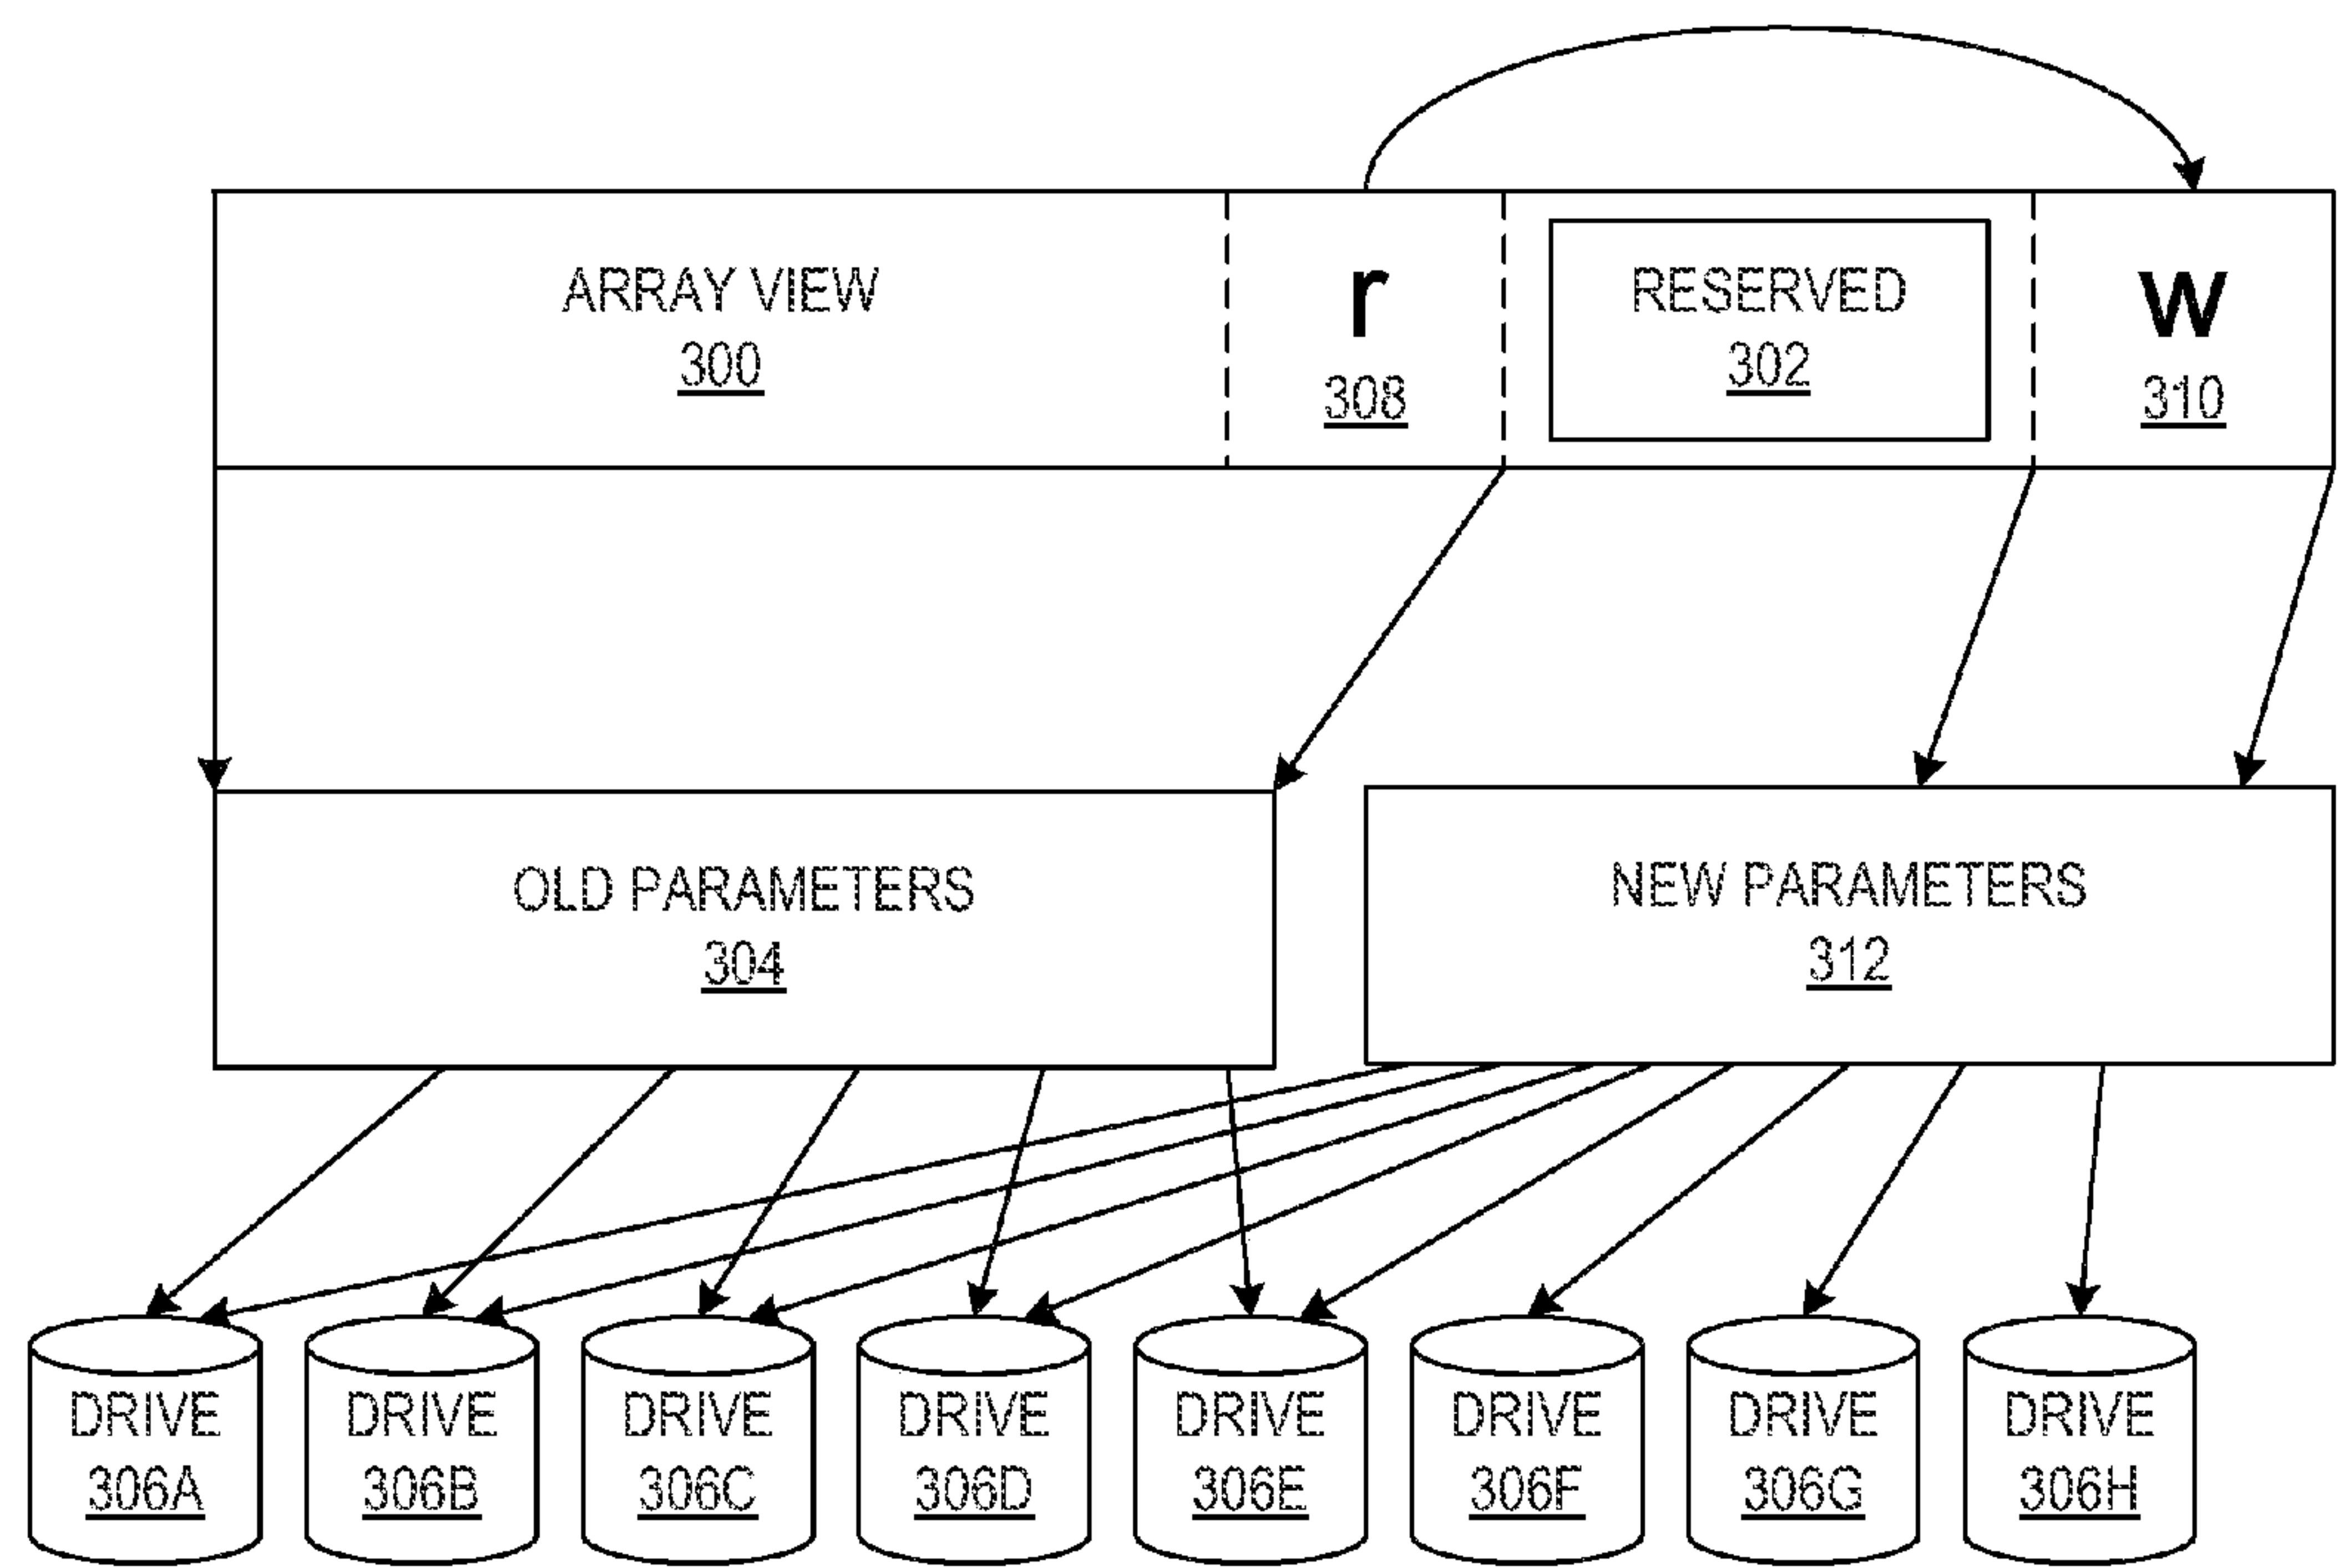 ARRAY VIEW
300
r
308
RESERVED
302
w
310
OLD PARAMETERS
304
NEW PARAMETERS
312
DRIVE
306A
DRIVE
306B
DRIVE
306C
DRIVE
306D
DRIVE
306E
DRIVE
306F
DRIVE
306G
DRIVE
306H